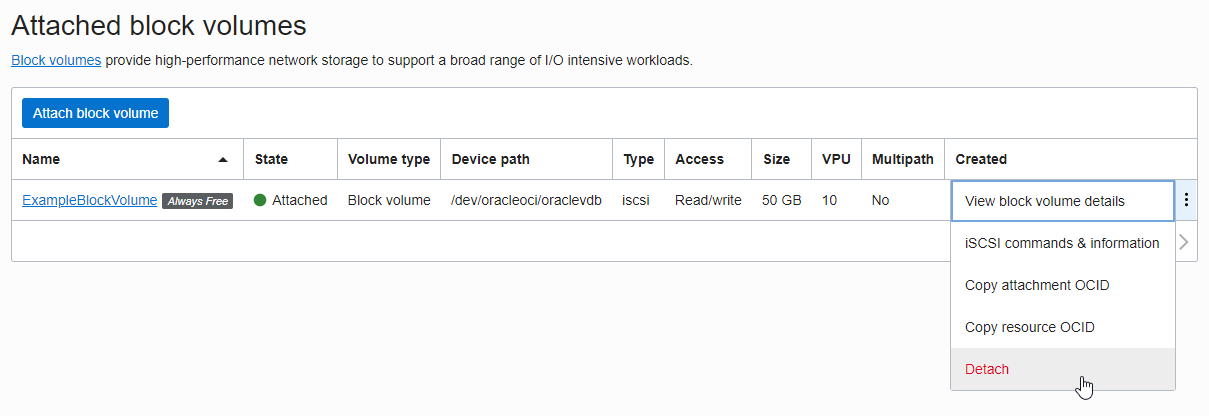 Attached block volumes
Block volumes provide high-performance network storage to support a broad range of I/O intensive workloads.
Attach block volume
Name State Volume type Device path Type Access Size VPU Multipath Created
ExampleBlockVolume Always Free Attached Block volume /dev/oracleoci/oraclevdb iscsi Read/write 50 GB 10 No View block volume details
iSCSI commands & information
Copy attachment OCID
Copy resource OCID
Detach